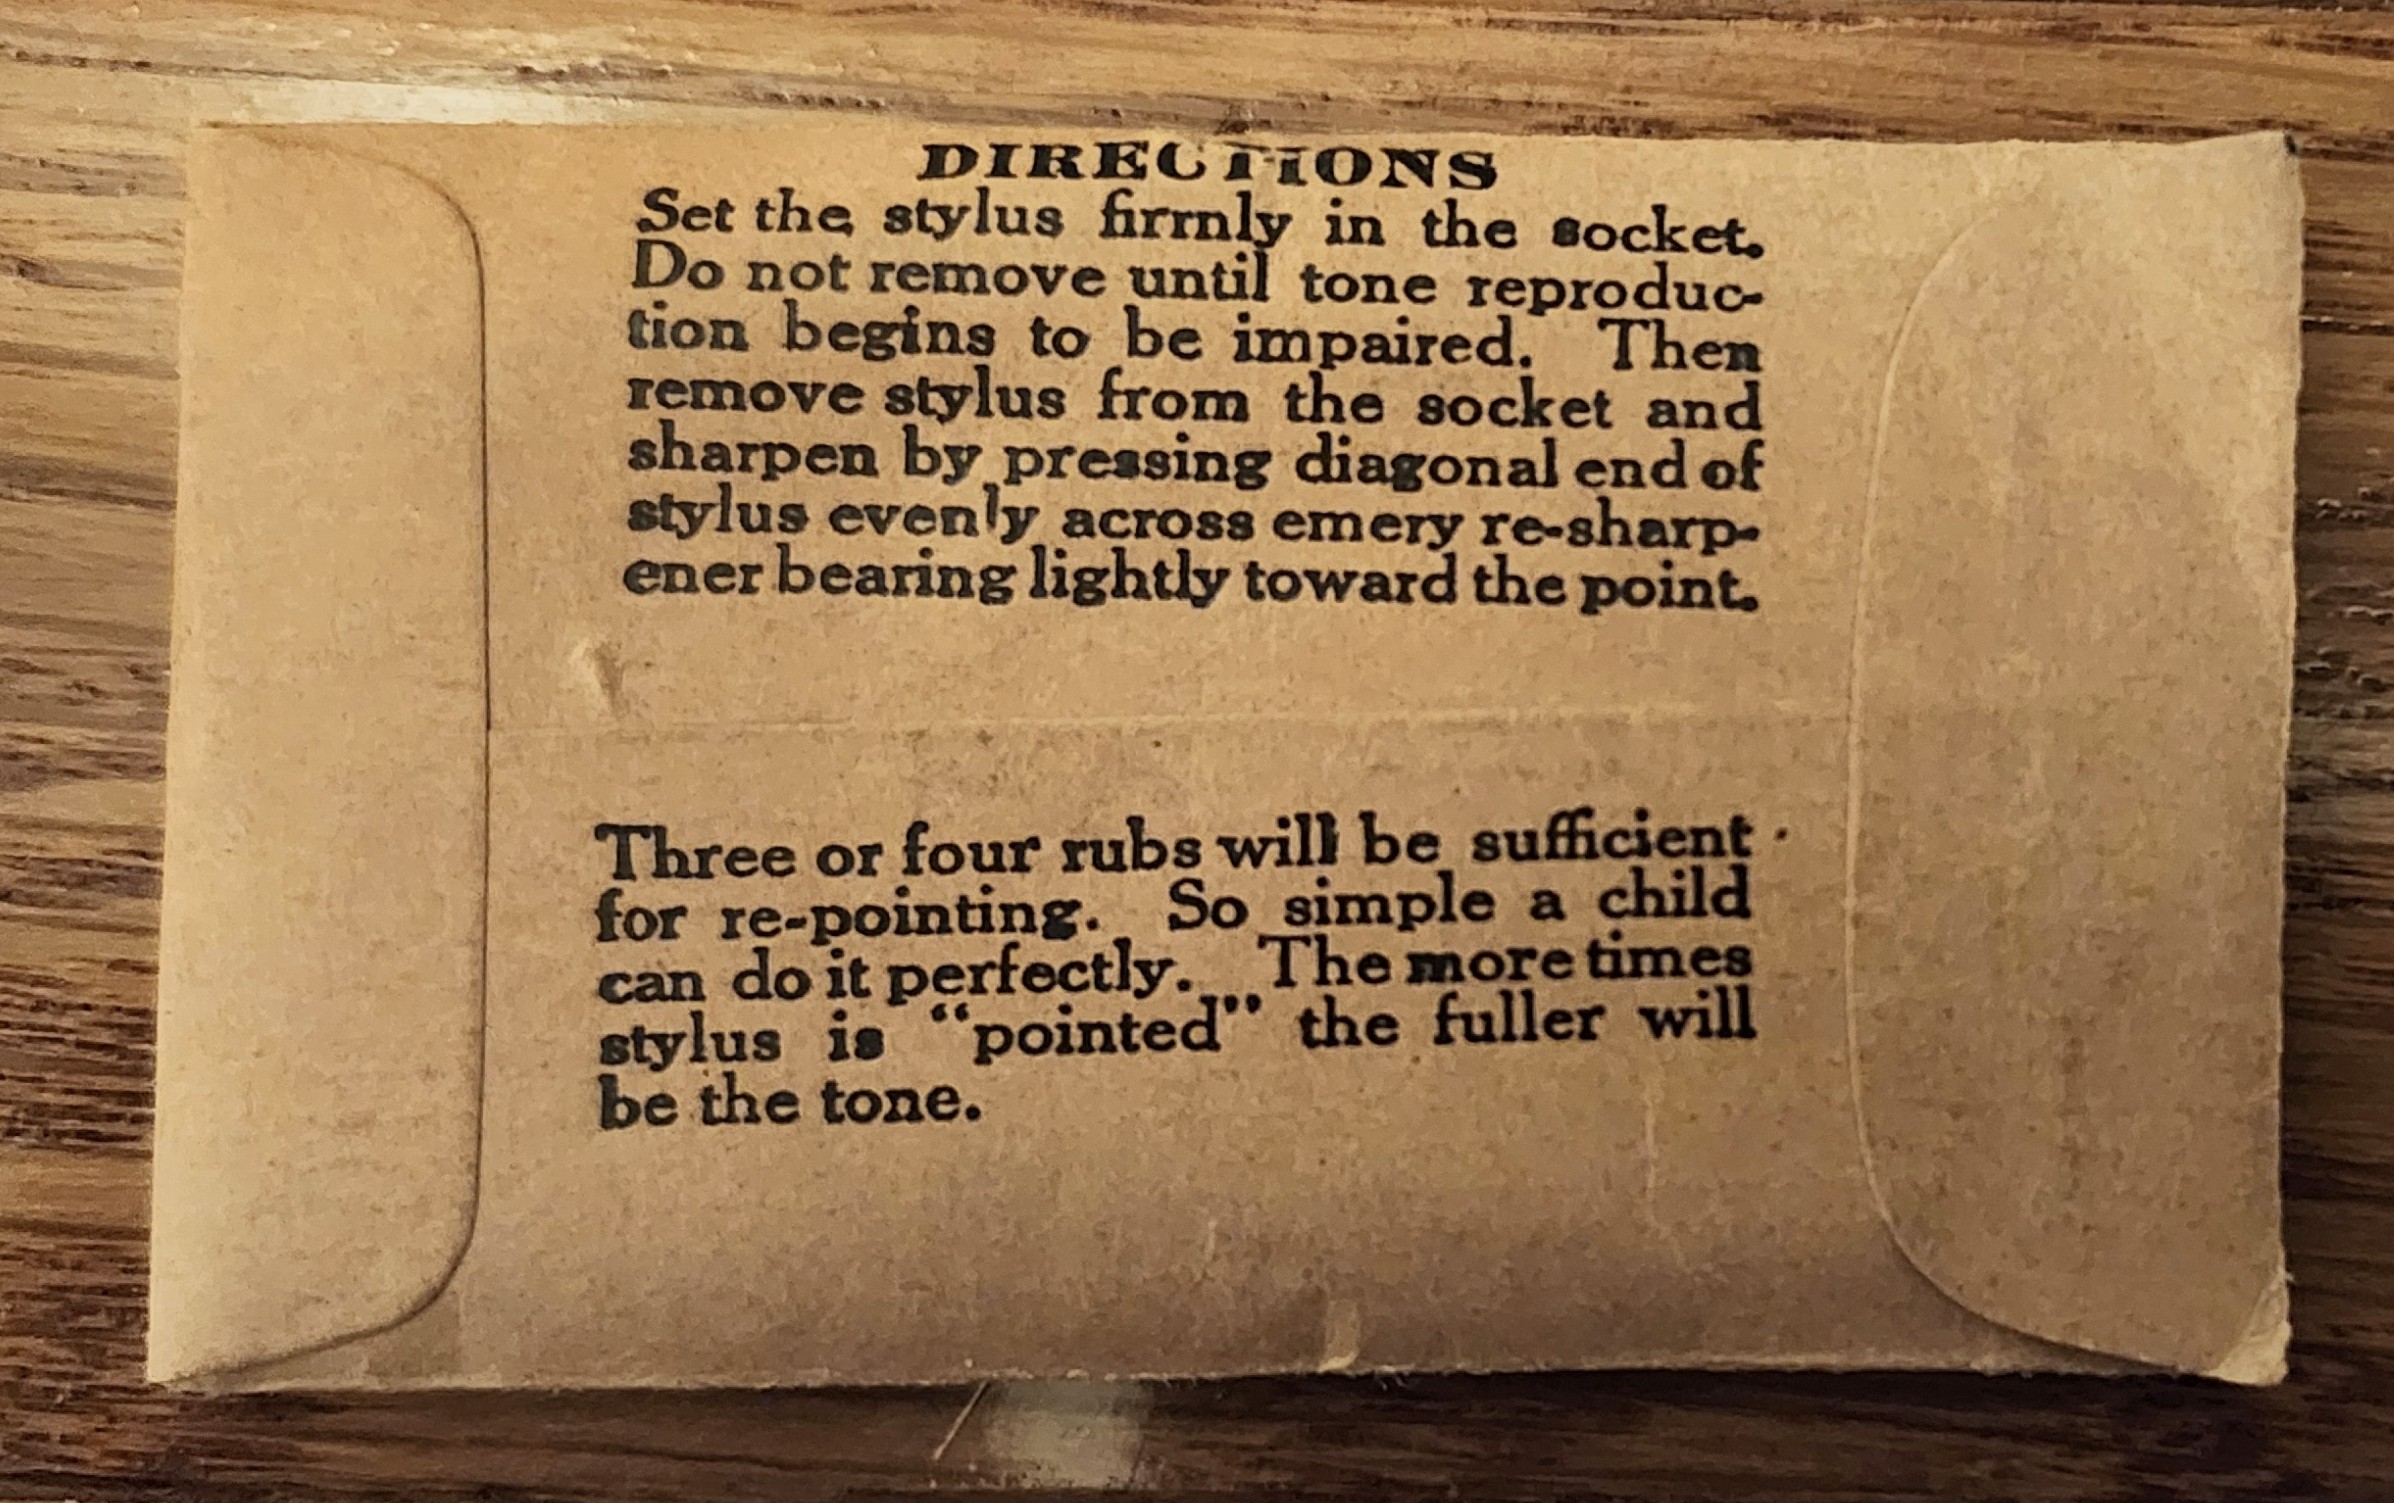 DIRECTIONS
Set the stylus firmly in the socket.
Do not remove until tone reproduc-
tion begins to be impaired. Then
remove stylus from the socket and
sharpen by pressing diagonal end of
stylus evenly across emery re-sharp-
ener bearing lightly toward the point.
Three or four rubs will be sufficient
for re-pointing. So simple a child
can do it perfectly. The more times
stylus is "pointed" the fuller will
be the tone.